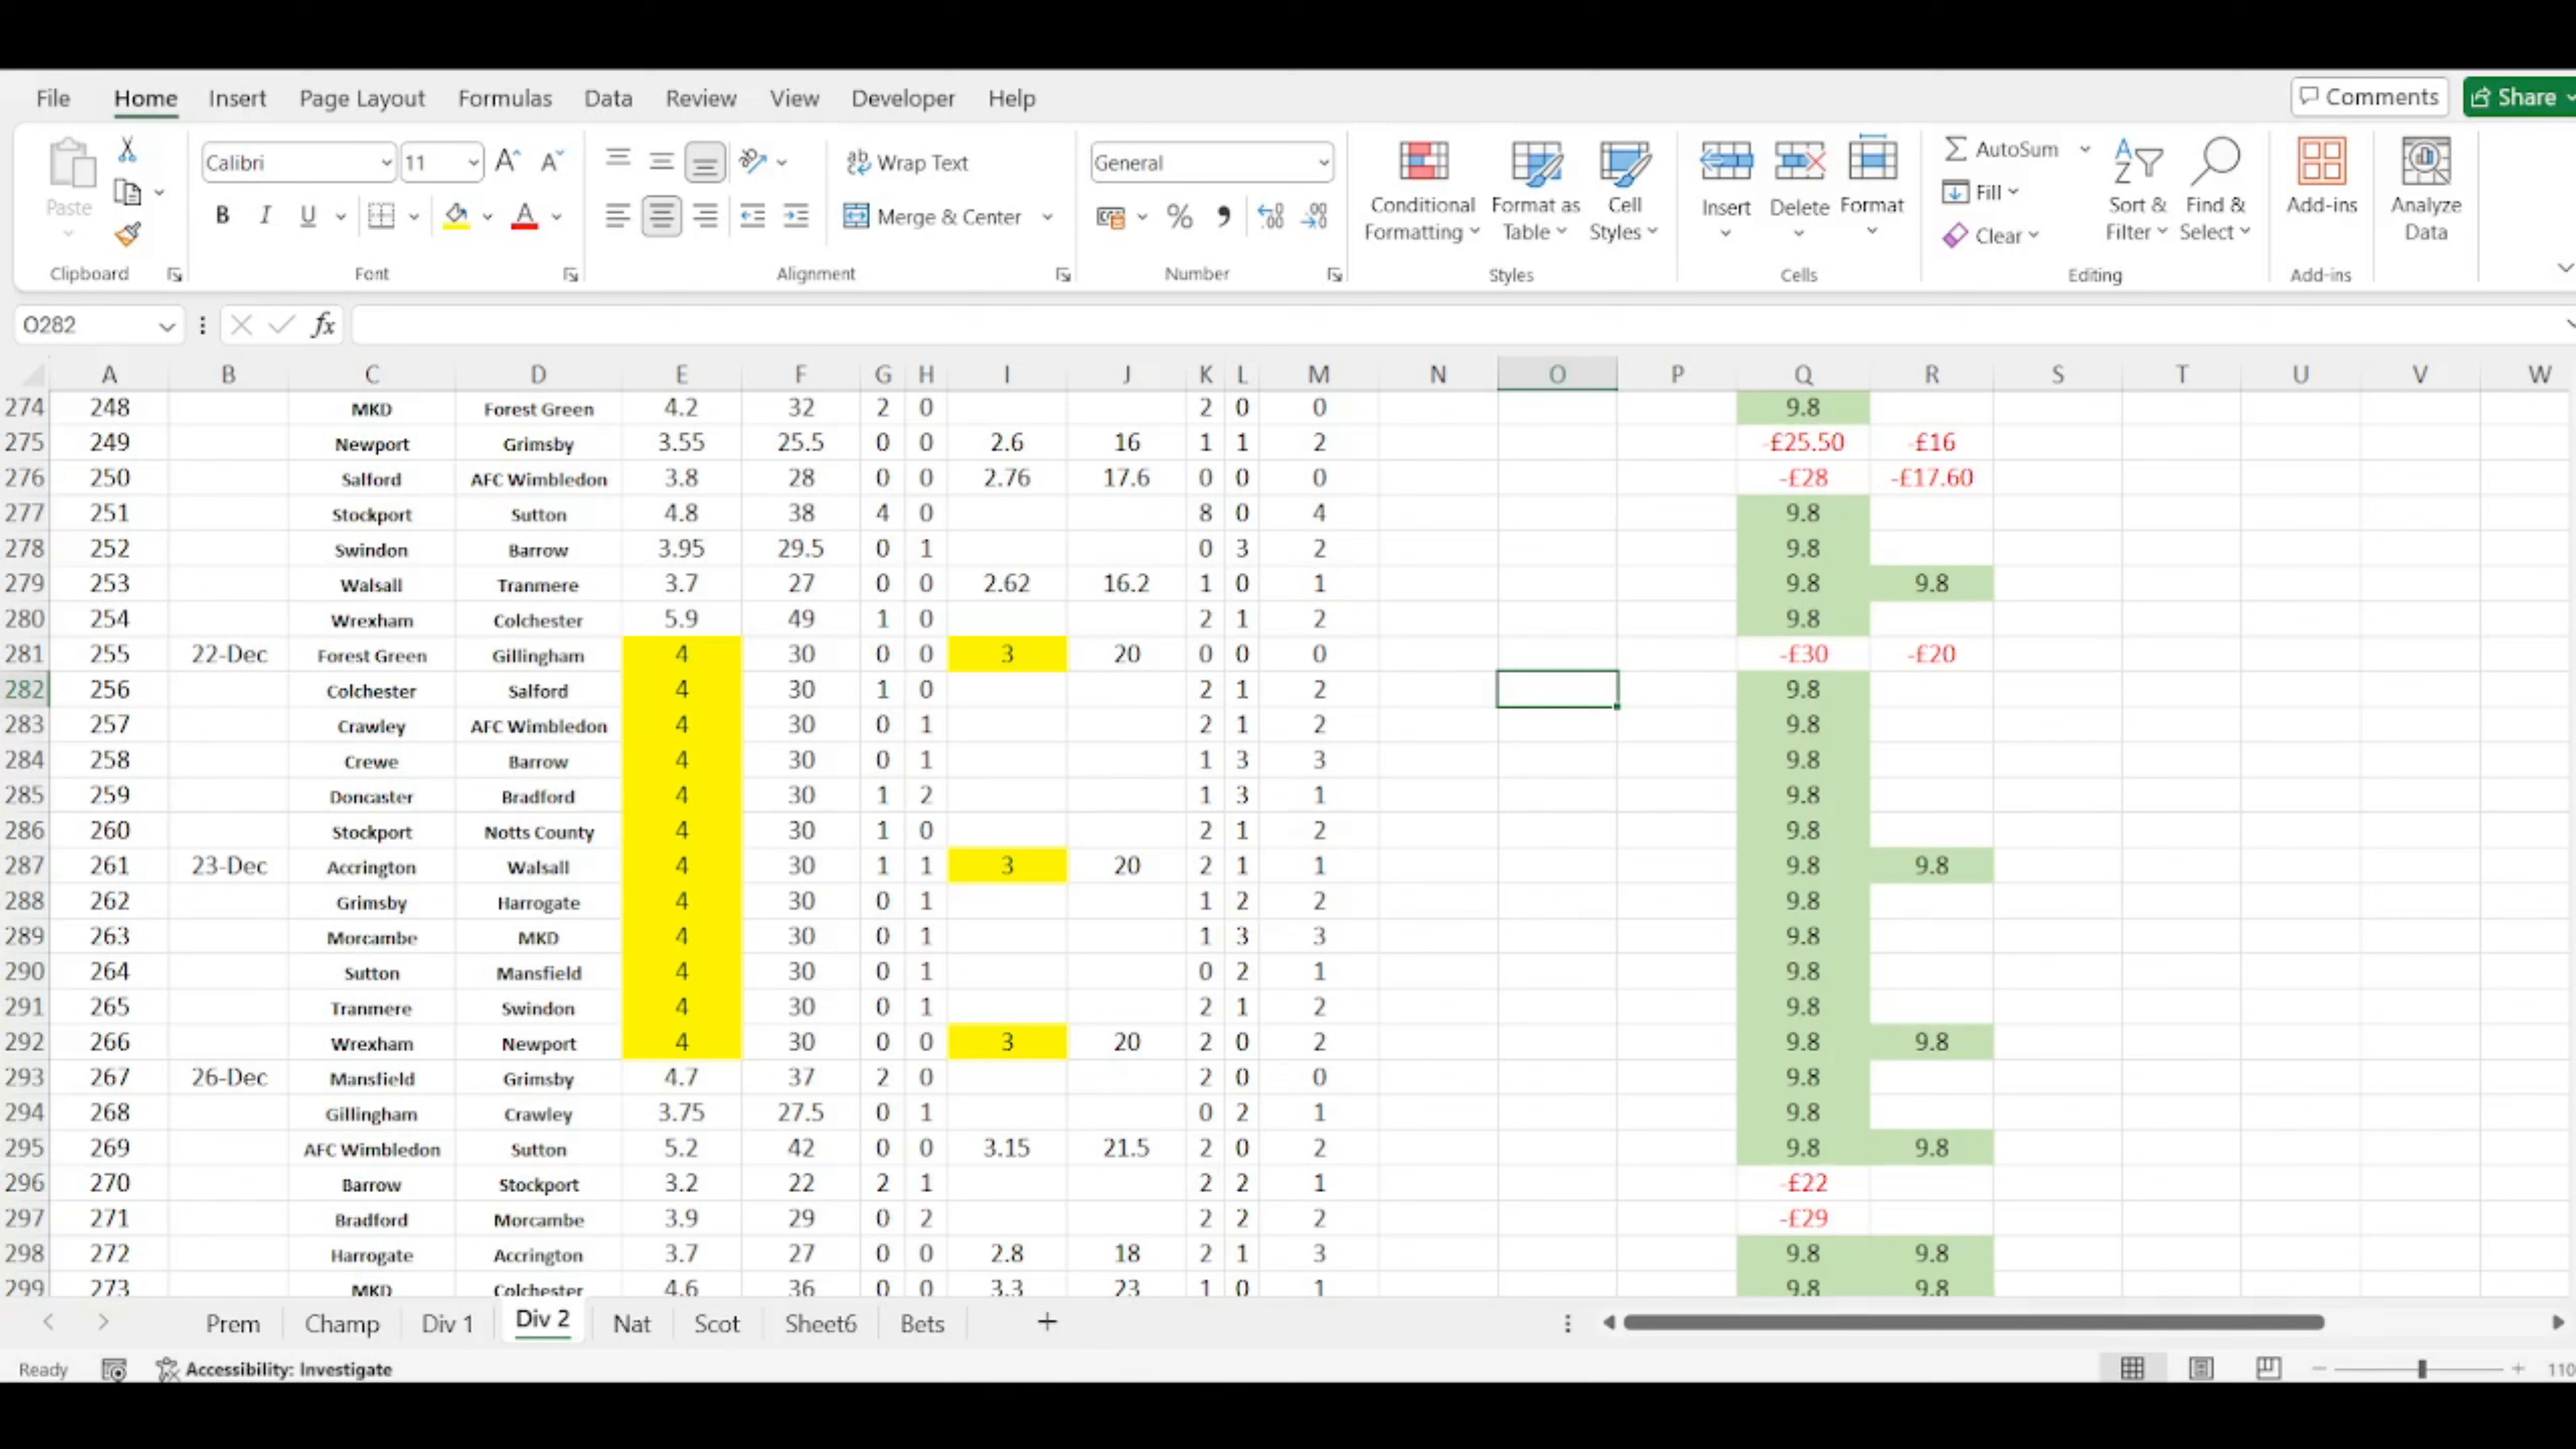 File Home Insert Page Layout Formulas Data Review View Developer Help Comments Share
Calibri 11 Wrap Text General AutoSum
Paste B I U Merge & Center % Conditional Formatting Format as Table Cell Styles Insert Delete Format Fill Clear Sort & Filter Find & Select Add-ins Analyze Data
Clipboard Font Alignment Number Styles Cells Editing Add-ins
O282 fx
A B C D E F G H I J K L M N O P Q R S T U V W
274 248 MKD Forest Green 4.2 32 2 0 2 0 0 9.8
275 249 Newport Grimsby 3.55 25.5 0 0 2.6 16 1 1 2 -£25.50 -£16
276 250 Salford AFC Wimbledon 3.8 28 0 0 2.76 17.6 0 0 0 -£28 -£17.60
277 251 Stockport Sutton 4.8 38 4 0 8 0 4 9.8
278 252 Swindon Barrow 3.95 29.5 0 1 0 3 2 9.8
279 253 Walsall Tranmere 3.7 27 0 0 2.62 16.2 1 0 1 9.8 9.8
280 254 Wrexham Colchester 5.9 49 1 0 2 1 2 9.8
281 255 22-Dec Forest Green Gillingham 4 30 0 0 3 20 0 0 0 -£30 -£20
282 256 Colchester Salford 4 30 1 0 2 1 2 9.8
283 257 Crawley AFC Wimbledon 4 30 0 1 2 1 2 9.8
284 258 Crewe Barrow 4 30 0 1 1 3 3 9.8
285 259 Doncaster Bradford 4 30 1 2 1 3 1 9.8
286 260 Stockport Notts County 4 30 1 0 2 1 2 9.8
287 261 23-Dec Accrington Walsall 4 30 1 1 3 20 2 1 1 9.8 9.8
288 262 Grimsby Harrogate 4 30 0 1 1 2 2 9.8
289 263 Morcambe MKD 4 30 0 1 1 3 3 9.8
290 264 Sutton Mansfield 4 30 0 1 0 2 1 9.8
291 265 Tranmere Swindon 4 30 0 1 2 1 2 9.8
292 266 Wrexham Newport 4 30 0 0 3 20 2 0 2 9.8 9.8
293 267 26-Dec Mansfield Grimsby 4.7 37 2 0 2 0 0 9.8
294 268 Gillingham Crawley 3.75 27.5 0 1 0 2 1 9.8
295 269 AFC Wimbledon Sutton 5.2 42 0 0 3.15 21.5 2 0 2 9.8 9.8
296 270 Barrow Stockport 3.2 22 2 1 2 2 1 -£22
297 271 Bradford Morcambe 3.9 29 0 2 2 2 2 -£29
298 272 Harrogate Accrington 3.7 27 0 0 2.8 18 2 1 3 9.8 9.8
299 273 MKD Colchester 4.6 36 0 0 3.3 23 1 0 1 9.8 9.8
Prem Champ Div 1 Div 2 Nat Scot Sheet6 Bets
Ready Accessibility: Investigate 110